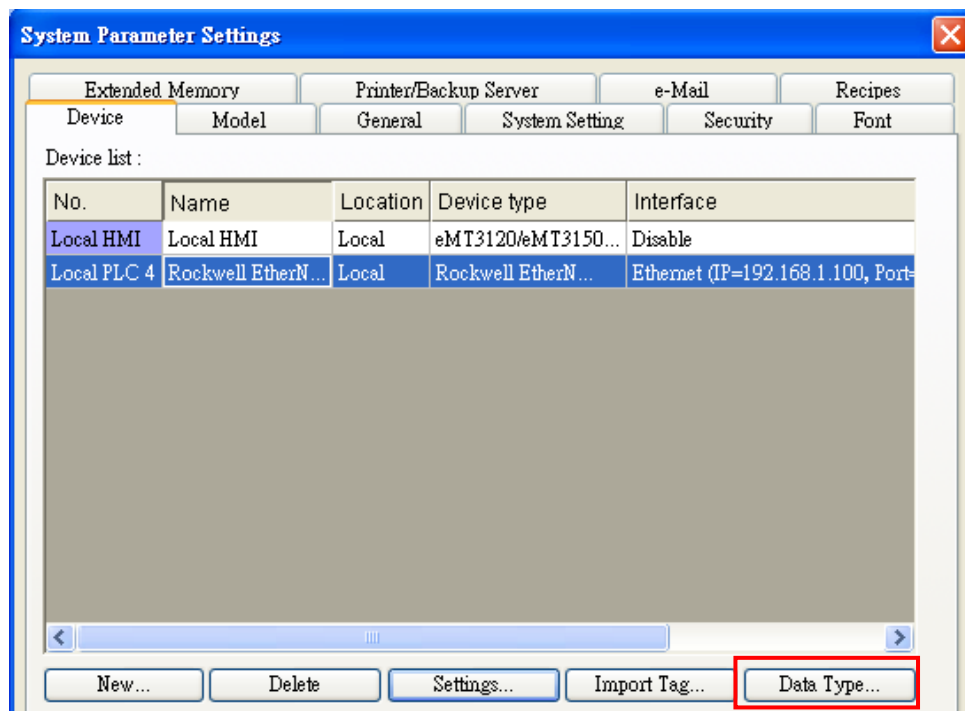 System Parameter Settings
Extended Memory Printer/Backup Server e-Mail Recipes
Device Model General System Setting Security Font
Device list :
No. Name Location Device type Interface
Local HMI Local HMI Local eMT3120/eMT3150... Disable
Local PLC 4 Rockwell EtherN... Local Rockwell EtherN... Ethernet (IP=192.168.1.100, Port=
New... Delete Settings... Import Tag... Data Type...